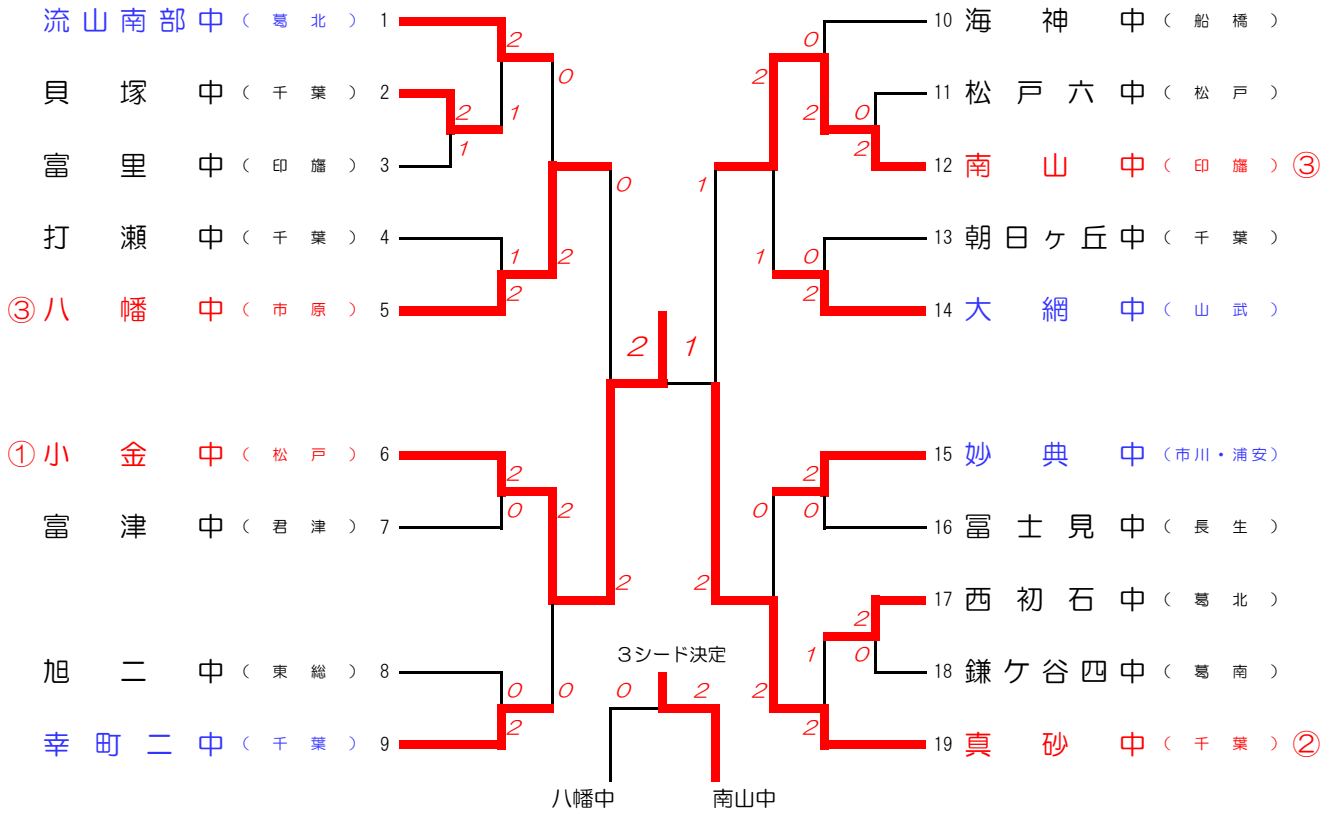 流山南部中（葛北） 1
2
0
貝塚中（千葉） 2
2
1
1
富里中（印旛） 3
0
打瀬中（千葉） 4
1
2
③八幡中（市原） 5
2
①小金中（松戸） 6
2
富津中（君津） 7
0
2
2
旭二中（東総） 8
0
0
幸町二中（千葉） 9
2
2 1
10 海神中（船橋）
0
2
11 松戸六中（松戸）
2
0
2
12 南山中（印旛）③
1
13 朝日ヶ丘中（千葉）
1
0
14 大網中（山武）
2
15 妙典中（市川・浦安）
2
16 冨士見中（長生）
0
0
2
17 西初石中（葛北）
2
1
0
18 鎌ケ谷四中（葛南）
2
19 真砂中（千葉）②
2
3シード決定
0 2
八幡中 南山中